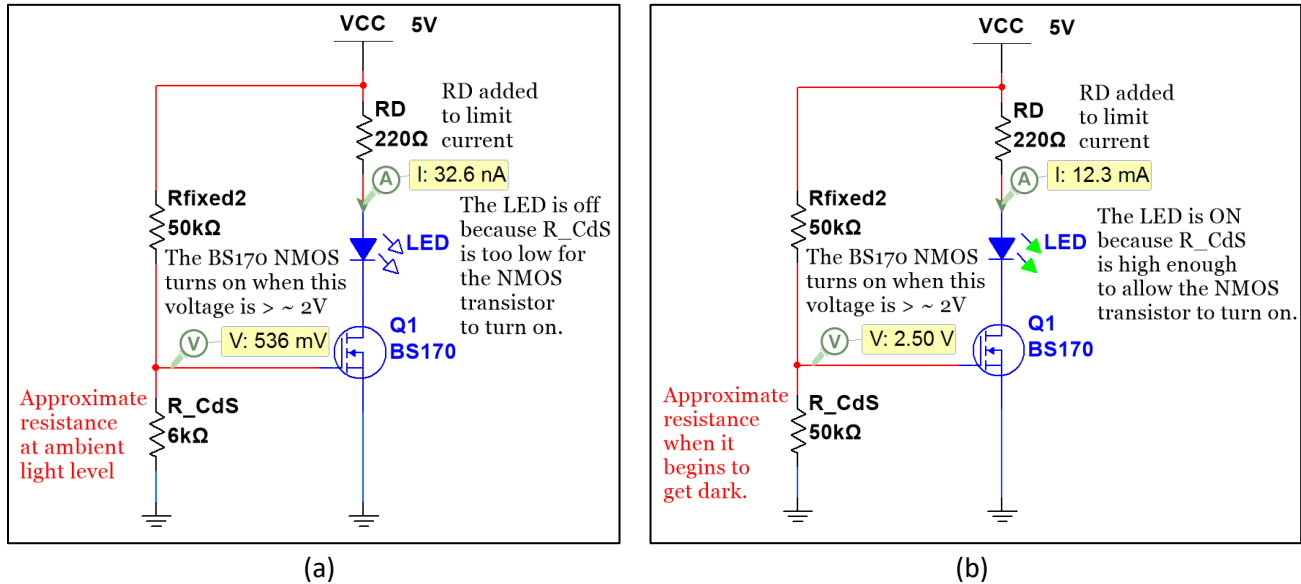 VCC 5V
RD added
to limit
current
RD
220Ω
A
I: 32.6 nA
Rfixed2
50kΩ
The LED is off
because R_CdS
is too low for
the NMOS
transistor
to turn on.
LED
The BS170 NMOS
turns on when this
voltage is > ~ 2V
V
V: 536 mV
Q1
BS170
Approximate
resistance
at ambient
light level
R_CdS
6kΩ
(a)
VCC 5V
RD added
to limit
current
RD
220Ω
A
I: 12.3 mA
Rfixed2
50kΩ
The LED is ON
because R_CdS
is high enough
to allow the NMOS
transistor to turn on.
LED
The BS170 NMOS
turns on when this
voltage is > ~ 2V
V
V: 2.50 V
Q1
BS170
Approximate
resistance
when it
begins to
get dark.
R_CdS
50kΩ
(b)